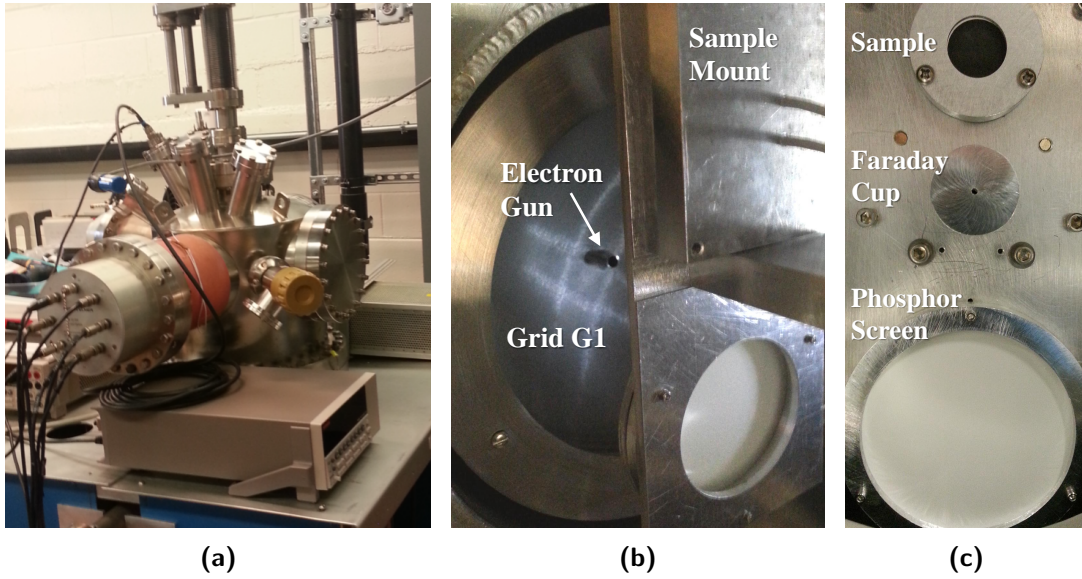 Sample
Mount
Electron
Gun
Grid G1
Sample
Faraday
Cup
Phosphor
Screen
(a)
(b)
(c)